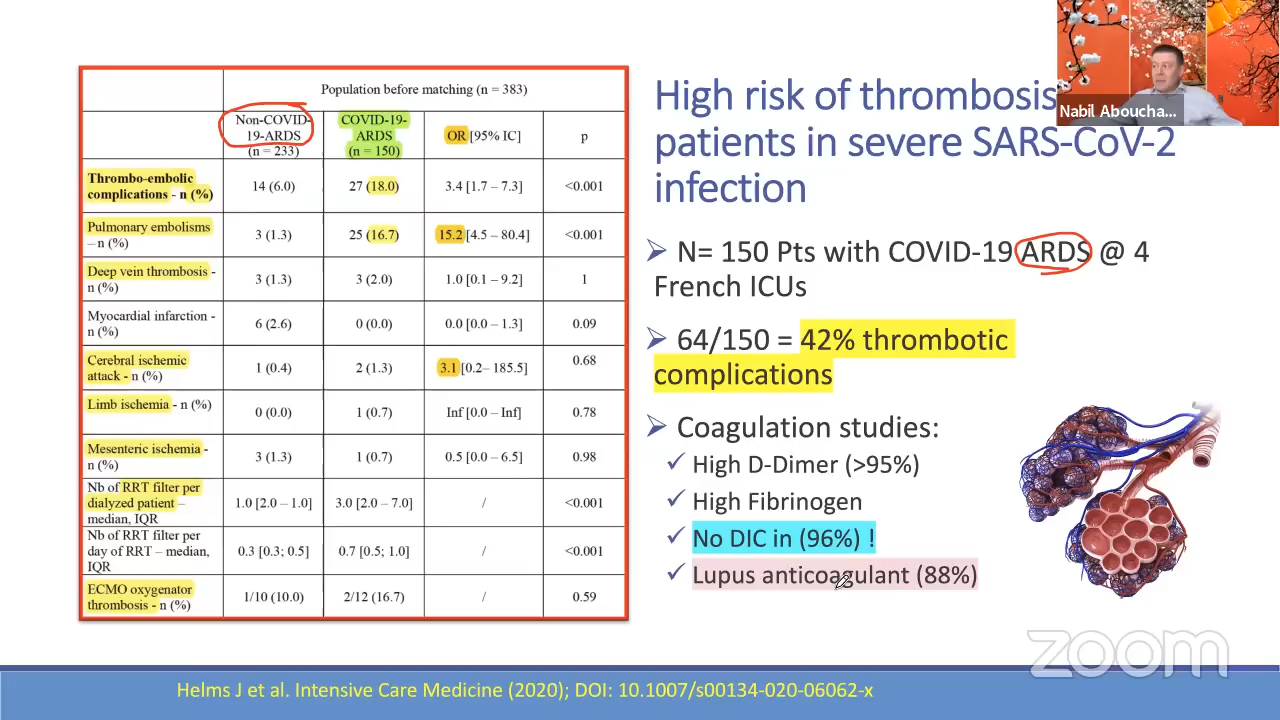 Nabil Aboucha...
High risk of thrombosis
patients in severe SARS-CoV-2
infection
Population before matching (n = 383)
Non-COVID-
19-ARDS
(n = 233)
COVID-19-
ARDS
(n = 150)
OR [95% IC]
p
Thrombo-embolic
complications - n (%)
14 (6.0)
27 (18.0)
3.4 [1.7 – 7.3]
<0.001
Pulmonary embolisms
– n (%)
3 (1.3)
25 (16.7)
15.2 [4.5 – 80.4]
<0.001
Deep vein thrombosis -
n (%)
3 (1.3)
3 (2.0)
1.0 [0.1 – 9.2]
1
Myocardial infarction -
n (%)
6 (2.6)
0 (0.0)
0.0 [0.0 – 1.3]
0.09
Cerebral ischemic
attack - n (%)
1 (0.4)
2 (1.3)
3.1 [0.2– 185.5]
0.68
Limb ischemia - n (%)
0 (0.0)
1 (0.7)
Inf [0.0 – Inf]
0.78
Mesenteric ischemia -
n (%)
3 (1.3)
1 (0.7)
0.5 [0.0 – 6.5]
0.98
Nb of RRT filter per
dialyzed patient –
median, IQR
1.0 [2.0 – 1.0]
3.0 [2.0 – 7.0]
/
<0.001
Nb of RRT filter per
day of RRT – median,
IQR
0.3 [0.3; 0.5]
0.7 [0.5; 1.0]
/
<0.001
ECMO oxygenator
thrombosis - n (%)
1/10 (10.0)
2/12 (16.7)
/
0.59
N= 150 Pts with COVID-19 ARDS @ 4
French ICUs
64/150 = 42% thrombotic
complications
Coagulation studies:
High D-Dimer (>95%)
High Fibrinogen
No DIC in (96%) !
Lupus anticoagulant (88%)
zoom
Helms J et al. Intensive Care Medicine (2020); DOI: 10.1007/s00134-020-06062-x